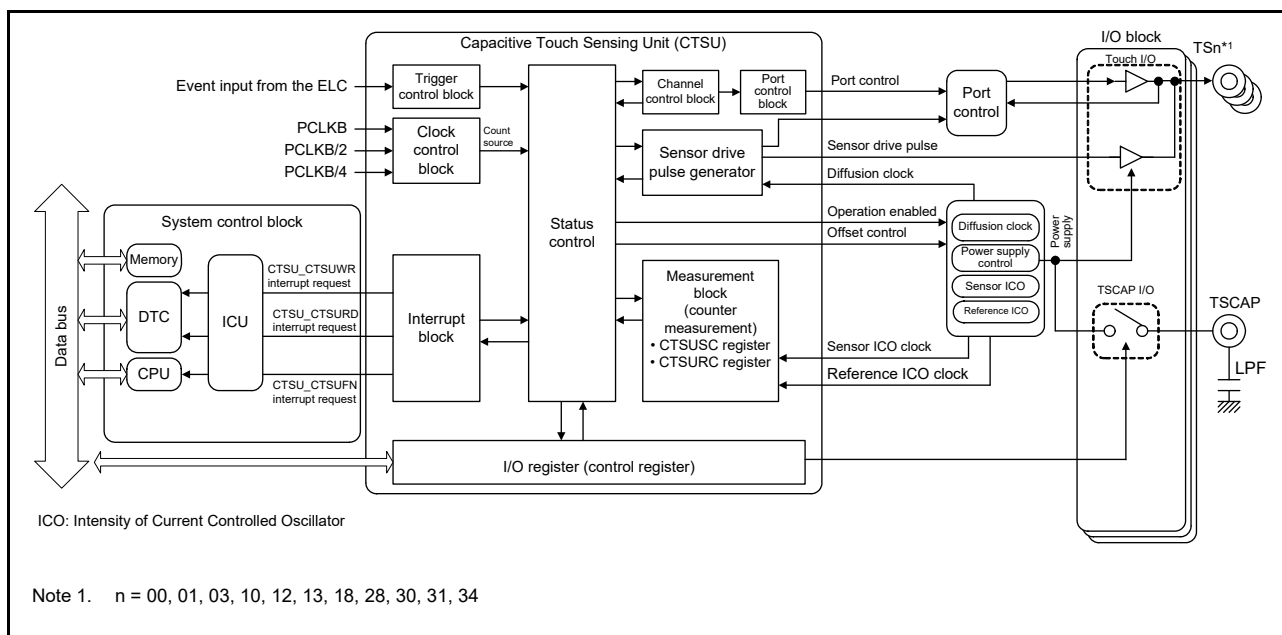 Capacitive Touch Sensing Unit (CTSU)
I/O block
TSn*1
Touch I/O
Event input from the ELC
Trigger
control block
PCLKB
PCLKB/2
PCLKB/4
Clock
control
block
Count
source
Status
control
Channel
control block
Port
control
block
Port control
Port
control
Sensor drive
pulse generator
Sensor drive pulse
Diffusion clock
Operation enabled
Offset control
Diffusion clock
Power supply
control
Sensor ICO
Reference ICO
Power
supply
TSCAP I/O
TSCAP
LPF
Measurement
block
(counter
measurement)
• CTSUSC register
• CTSURC register
Sensor ICO clock
Reference ICO clock
Data bus
System control block
Memory
DTC
CPU
ICU
CTSU_CTSUWR
interrupt request
CTSU_CTSURD
interrupt request
CTSU_CTSUFN
interrupt request
Interrupt
block
I/O register (control register)
ICO: Intensity of Current Controlled Oscillator
Note 1. n = 00, 01, 03, 10, 12, 13, 18, 28, 30, 31, 34